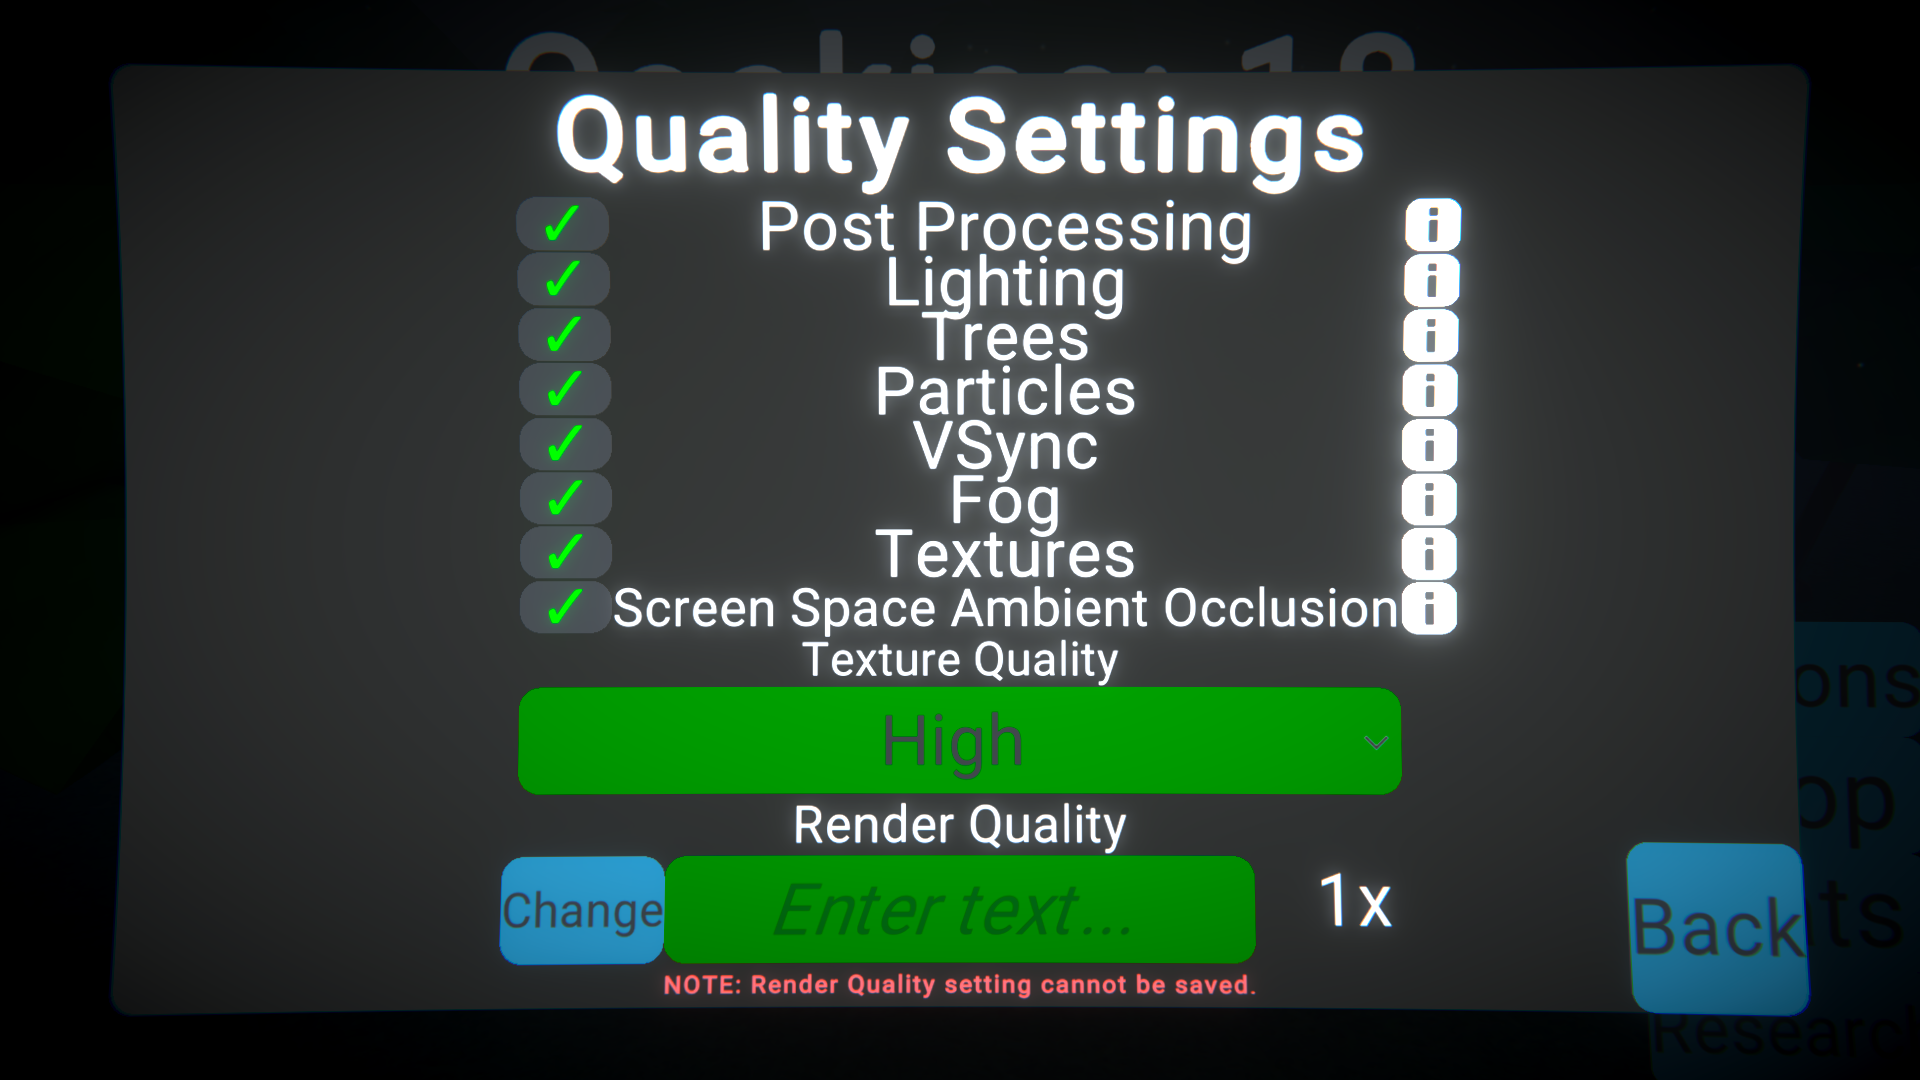 Quality Settings
✓ Post Processing i
✓ Lighting i
✓ Trees i
✓ Particles i
✓ VSync i
✓ Fog i
✓ Textures i
✓ Screen Space Ambient Occlusion i
Texture Quality
High
Render Quality
Change Enter text... 1x
Back
NOTE: Render Quality setting cannot be saved.